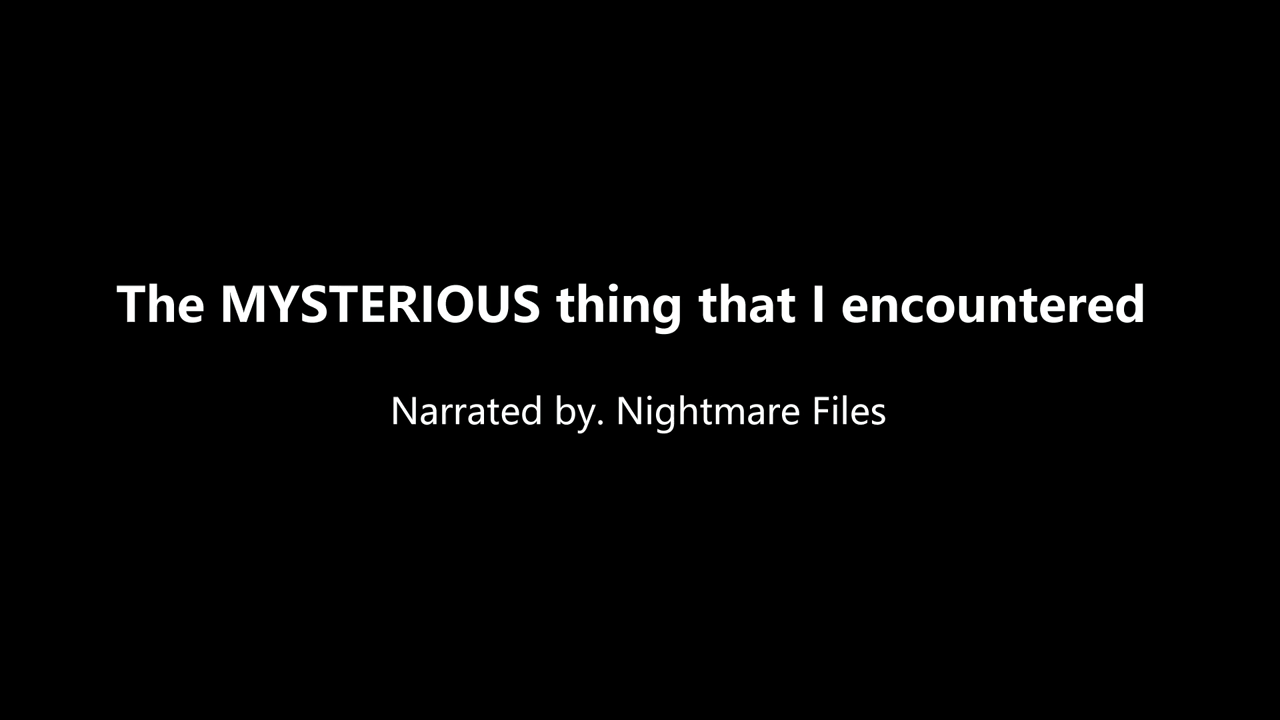 The MYSTERIOUS thing that I encountered
Narrated by. Nightmare Files